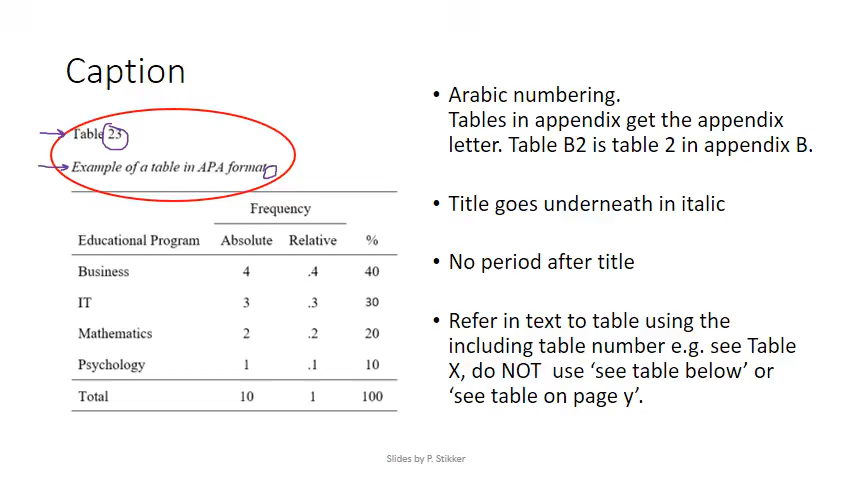 Caption
Table 23
Example of a table in APA format
Frequency
Educational Program Absolute Relative %
Business 4 .4 40
IT 3 .3 30
Mathematics 2 .2 20
Psychology 1 .1 10
Total 10 1 100
• Arabic numbering.
Tables in appendix get the appendix
letter. Table B2 is table 2 in appendix B.
• Title goes underneath in italic
• No period after title
• Refer in text to table using the
including table number e.g. see Table
X, do NOT use ‘see table below’ or
‘see table on page y’.
Slides by P. Stikker